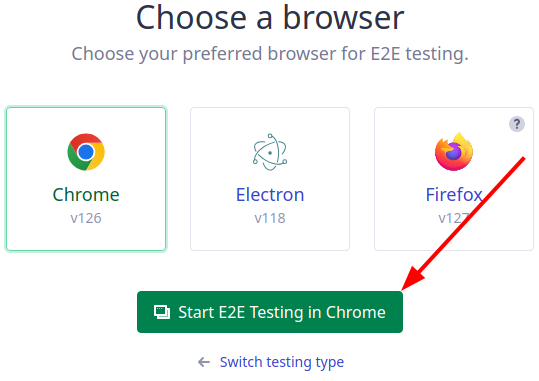 Choose a browser
Choose your preferred browser for E2E testing.
?
Chrome
v126
Electron
v118
Firefox
v127
Start E2E Testing in Chrome
← Switch testing type